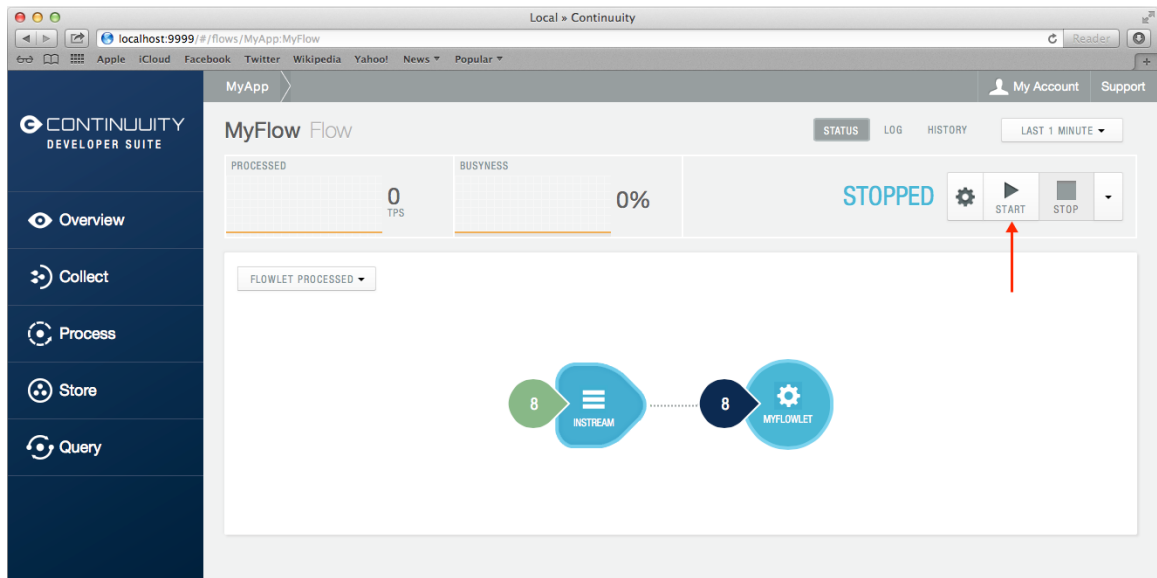 Local » Continuuity
localhost:9999/#/flows/MyApp:MyFlow
Reader
Apple iCloud Facebook Twitter Wikipedia Yahoo! News Popular
MyApp
My Account Support
CONTINUUITY
DEVELOPER SUITE
MyFlow Flow
STATUS LOG HISTORY LAST 1 MINUTE
PROCESSED
0
TPS
BUSYNESS
0%
STOPPED
START
STOP
Overview
Collect
Process
Store
Query
FLOWLET PROCESSED
8
INSTREAM
8
MYFLOWLET